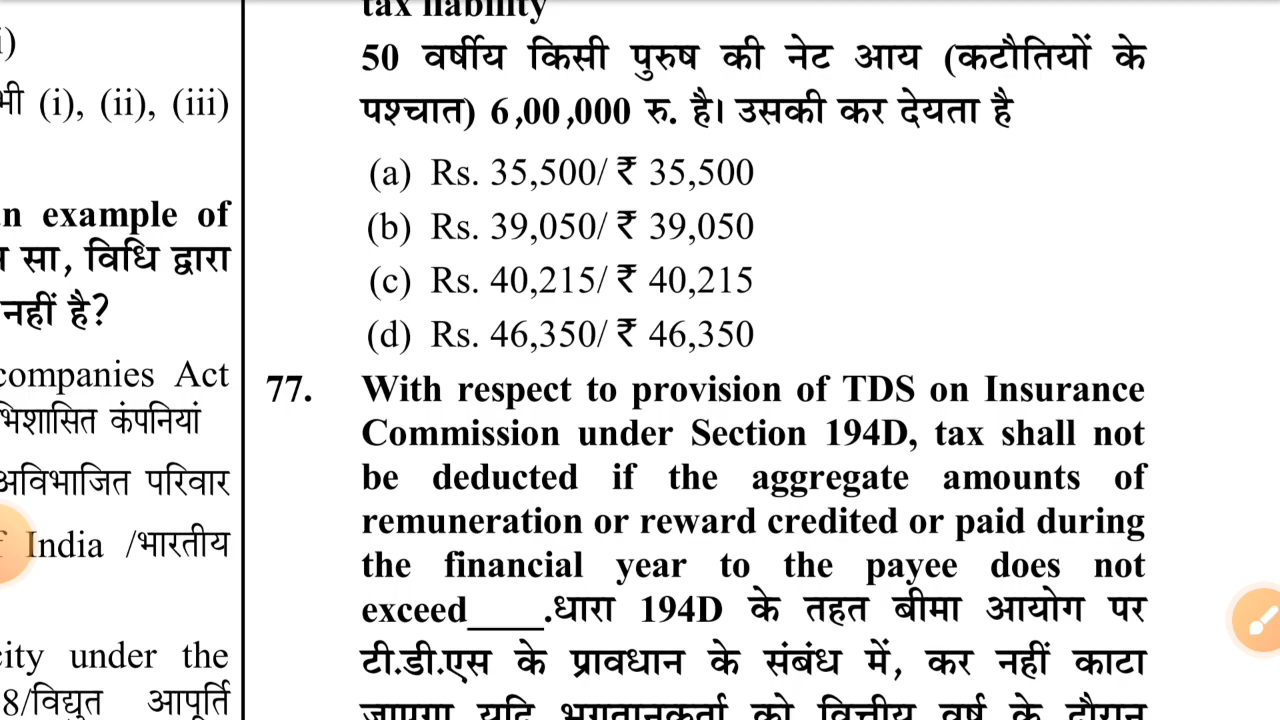 i)
भी (i), (ii), (iii)
n example of
सा, विधि द्वारा
नहीं है?
companies Act
भिशासित कंपनियां
अविभाजित परिवार
India /भारतीय
city under the
8/विद्युत आपूर्ति
tax liability
50 वर्षीय किसी पुरुष की नेट आय (कटौतियों के
पश्चात) 6,00,000 रु. है। उसकी कर देयता है
(a) Rs. 35,500/ ₹ 35,500
(b) Rs. 39,050/ ₹ 39,050
(c) Rs. 40,215/ ₹ 40,215
(d) Rs. 46,350/ ₹ 46,350
77. With respect to provision of TDS on Insurance
Commission under Section 194D, tax shall not
be deducted if the aggregate amounts of
remuneration or reward credited or paid during
the financial year to the payee does not
exceed____.धारा 194D के तहत बीमा आयोग पर
टी.डी.एस के प्रावधान के संबंध में, कर नहीं काटा
जाएगा यदि भुगतानकर्ता को वित्तीय वर्ष के दौरान